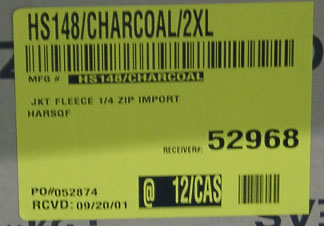 HS148/CHARCOAL/2XL
MFG # HS148/CHARCOAL
JKT FLEECE 1/4 ZIP IMPORT
HARSQF
RECEIVER#: 52968
PO#052874 @ 12/CAS
RCVD: 09/20/01